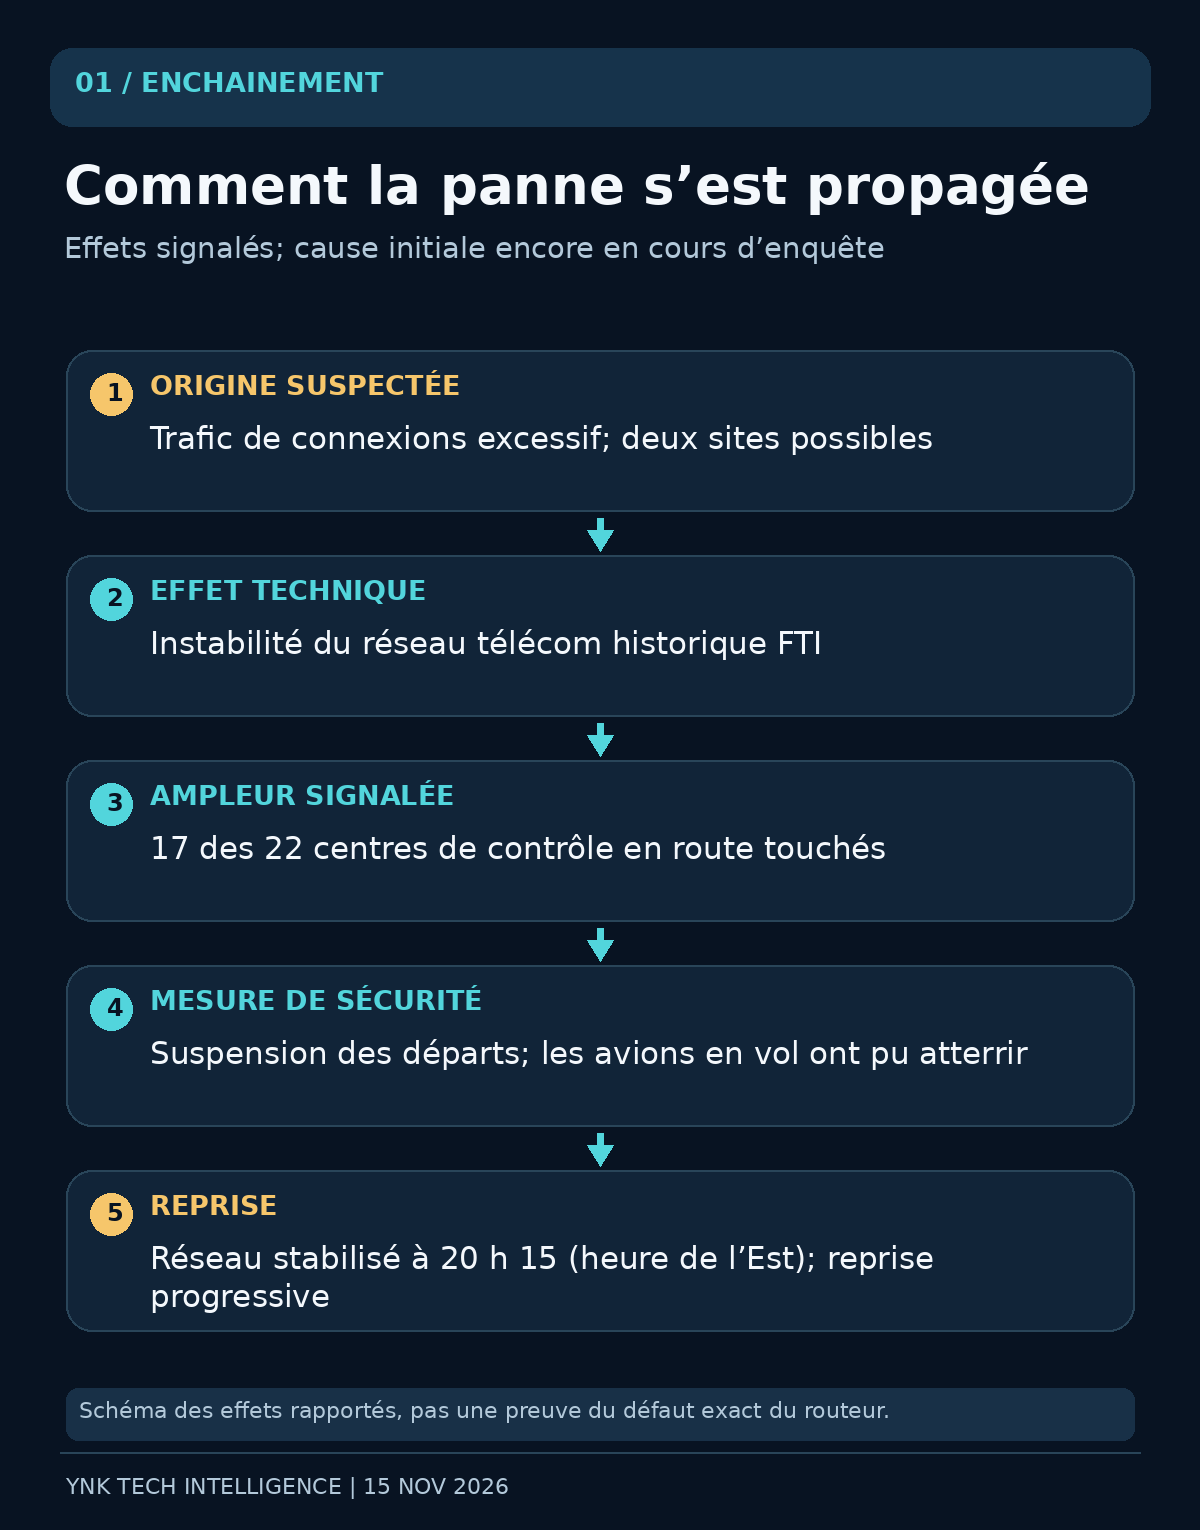 01 / ENCHAINEMENT
Comment la panne s’est propagée
Effets signalés; cause initiale encore en cours d’enquête
1
ORIGINE SUSPECTÉE
Trafic de connexions excessif; deux sites possibles
2
EFFET TECHNIQUE
Instabilité du réseau télécom historique FTI
3
AMPLEUR SIGNALÉE
17 des 22 centres de contrôle en route touchés
4
MESURE DE SÉCURITÉ
Suspension des départs; les avions en vol ont pu atterrir
5
REPRISE
Réseau stabilisé à 20 h 15 (heure de l’Est); reprise
progressive
Schéma des effets rapportés, pas une preuve du défaut exact du routeur.
YNK TECH INTELLIGENCE | 15 NOV 2026